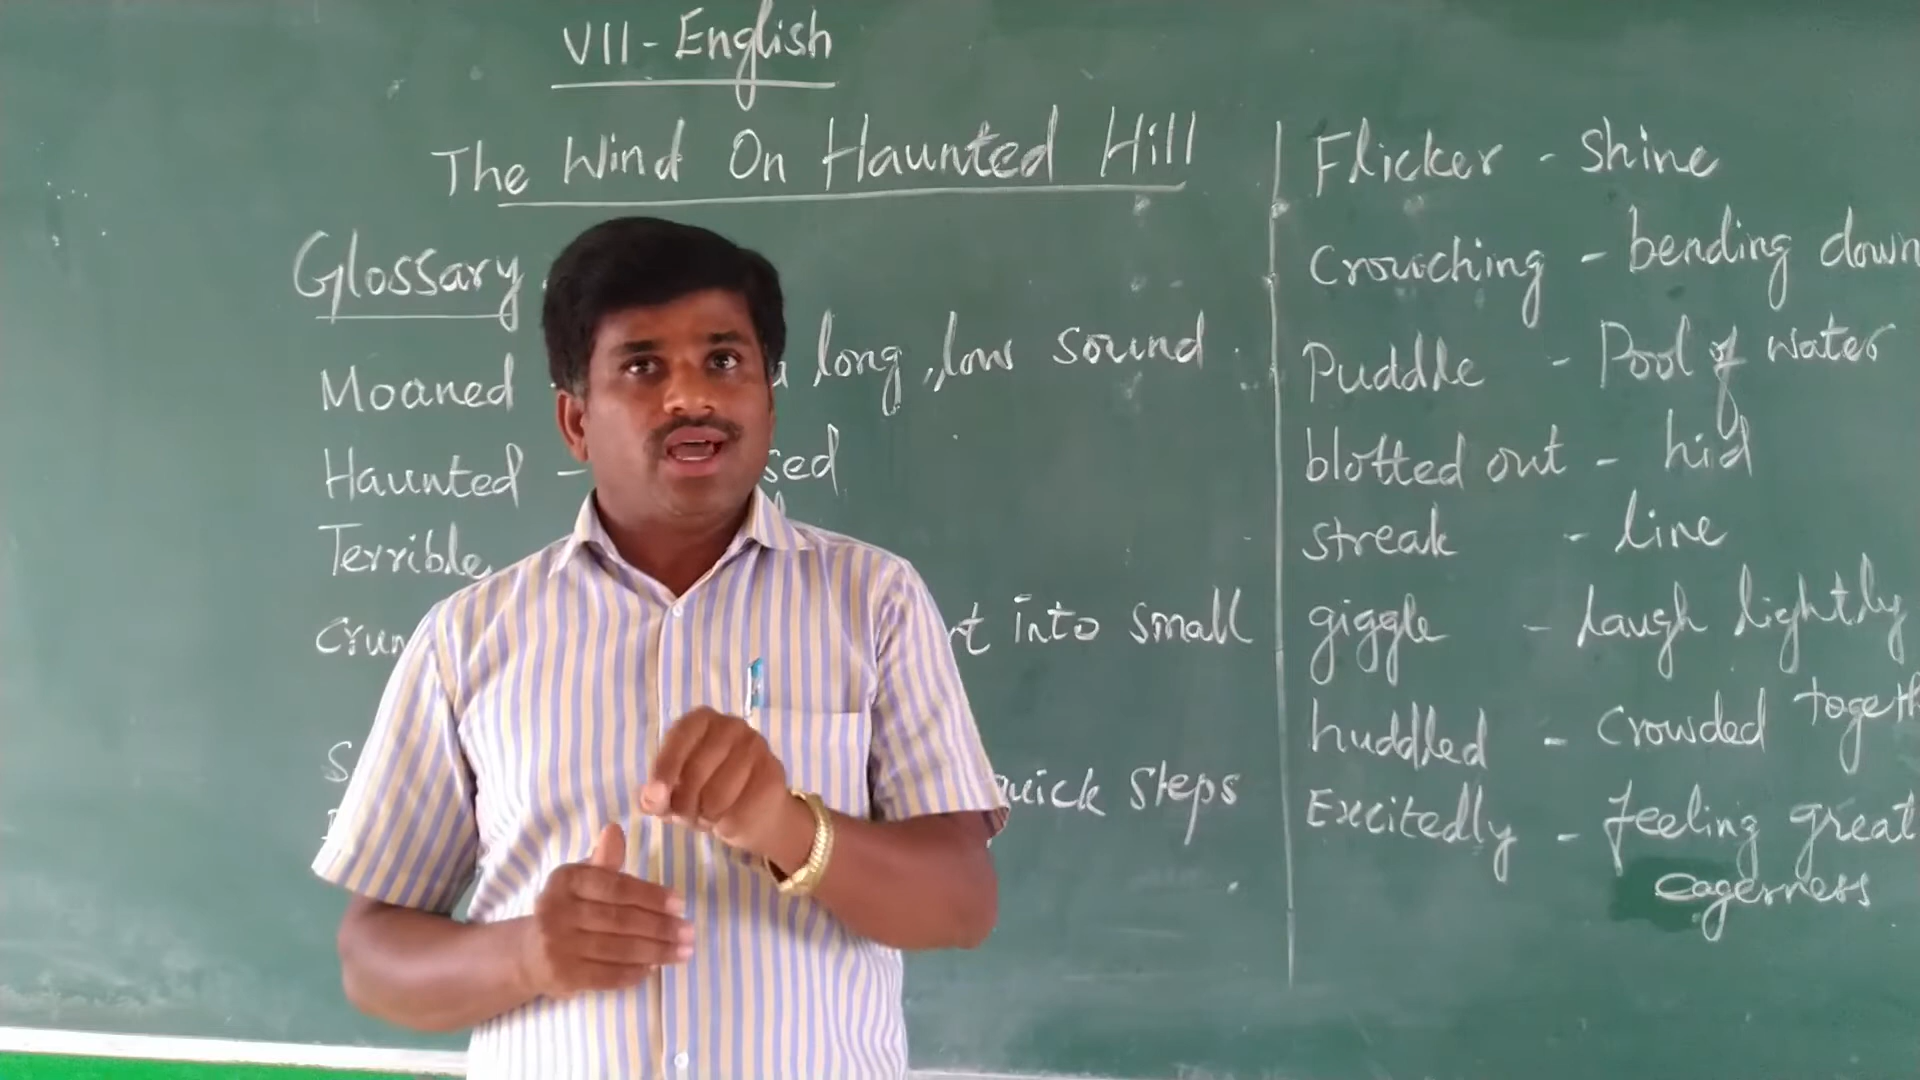 VII - English
The Wind On Haunted Hill
Glossary
Moaned - a long, low sound
Haunted -
Terrible
into small
quick steps
Flicker - Shine
Crouching - bending down
Puddle - Pool of water
blotted out - hid
streak - line
giggle - laugh lightly
huddled - Crowded
Excitedly - feeling great
eagerness